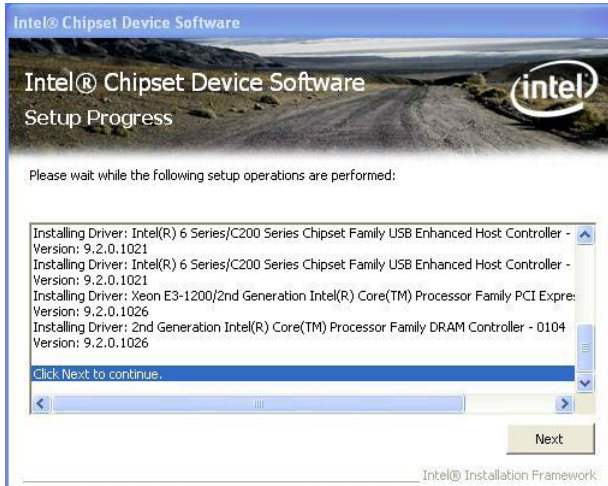 Intel® Chipset Device Software
Intel® Chipset Device Software
intel
Setup Progress
Please wait while the following setup operations are performed:
Installing Driver: Intel(R) 6 Series/C200 Series Chipset Family USB Enhanced Host Controller -
Version: 9.2.0.1021
Installing Driver: Intel(R) 6 Series/C200 Series Chipset Family USB Enhanced Host Controller -
Version: 9.2.0.1021
Installing Driver: Xeon E3-1200/2nd Generation Intel(R) Core(TM) Processor Family PCI Expre
Version: 9.2.0.1026
Installing Driver: 2nd Generation Intel(R) Core(TM) Processor Family DRAM Controller - 0104
Version: 9.2.0.1026
Click Next to continue.
Next
Intel® Installation Framework